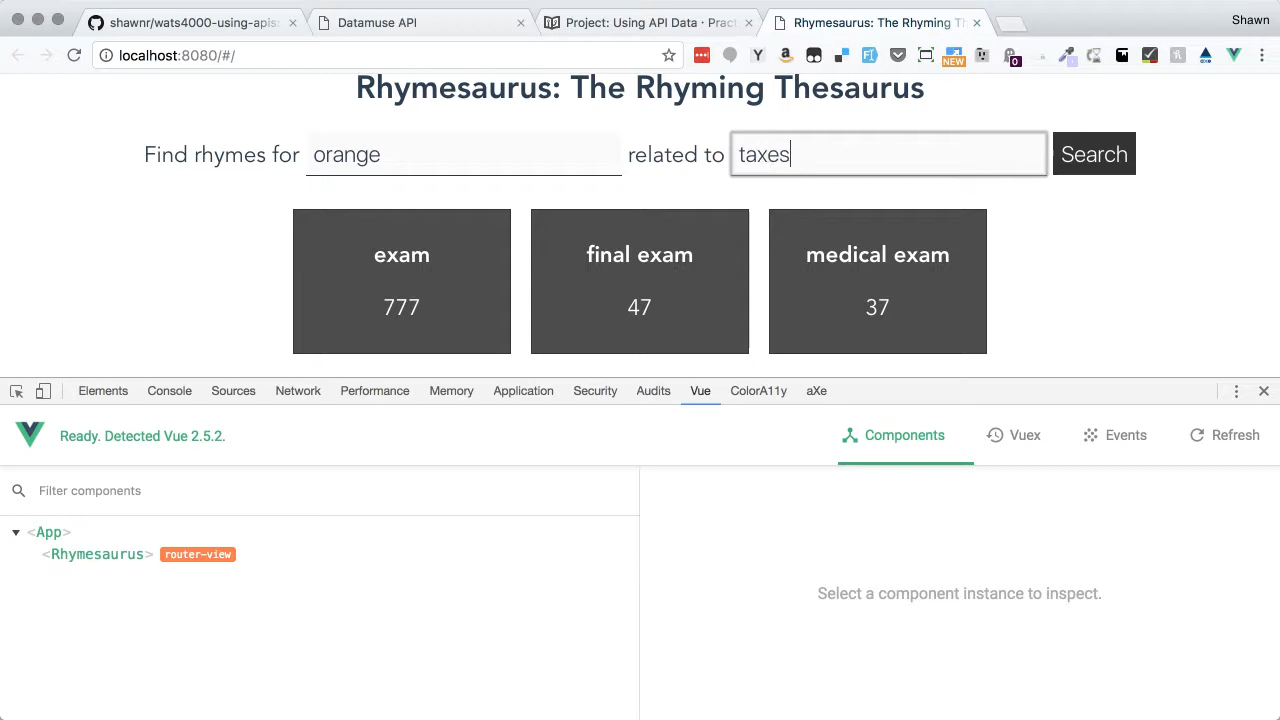 shawnr/wats4000-using-apis
Datamuse API
Project: Using API Data · Pract
Rhymesaurus: The Rhyming Th
Shawn
localhost:8080/#/
Y
a
NEW
0
Rhymesaurus: The Rhyming Thesaurus
Find rhymes for orange related to taxes Search
exam
777
final exam
47
medical exam
37
Elements Console Sources Network Performance Memory Application Security Audits Vue ColorA11y aXe
Ready. Detected Vue 2.5.2.
Components Vuex Events Refresh
Filter components
<App>
<Rhymesaurus> router-view
Select a component instance to inspect.